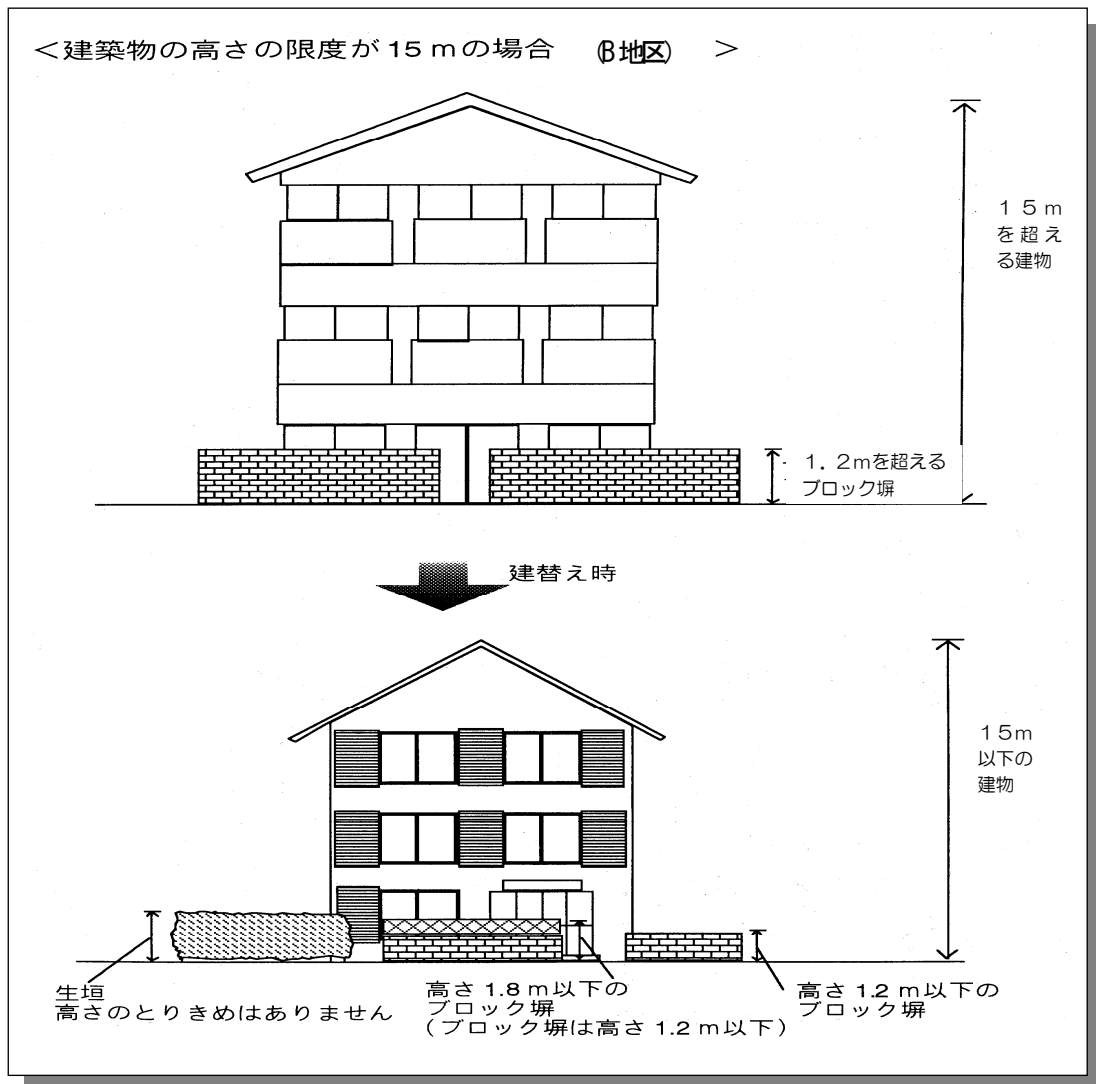 ＜建築物の高さの限度が15ｍの場合　（B地区）　＞
１５ｍ
を超え
る建物
１．２ｍを超える
ブロック塀
建替え時
１５ｍ
以下の
建物
生垣
高さのとりきめはありません
高さ1.8ｍ以下の
ブロック塀
（ブロック塀は高さ1.2ｍ以下）
高さ1.2ｍ以下の
ブロック塀